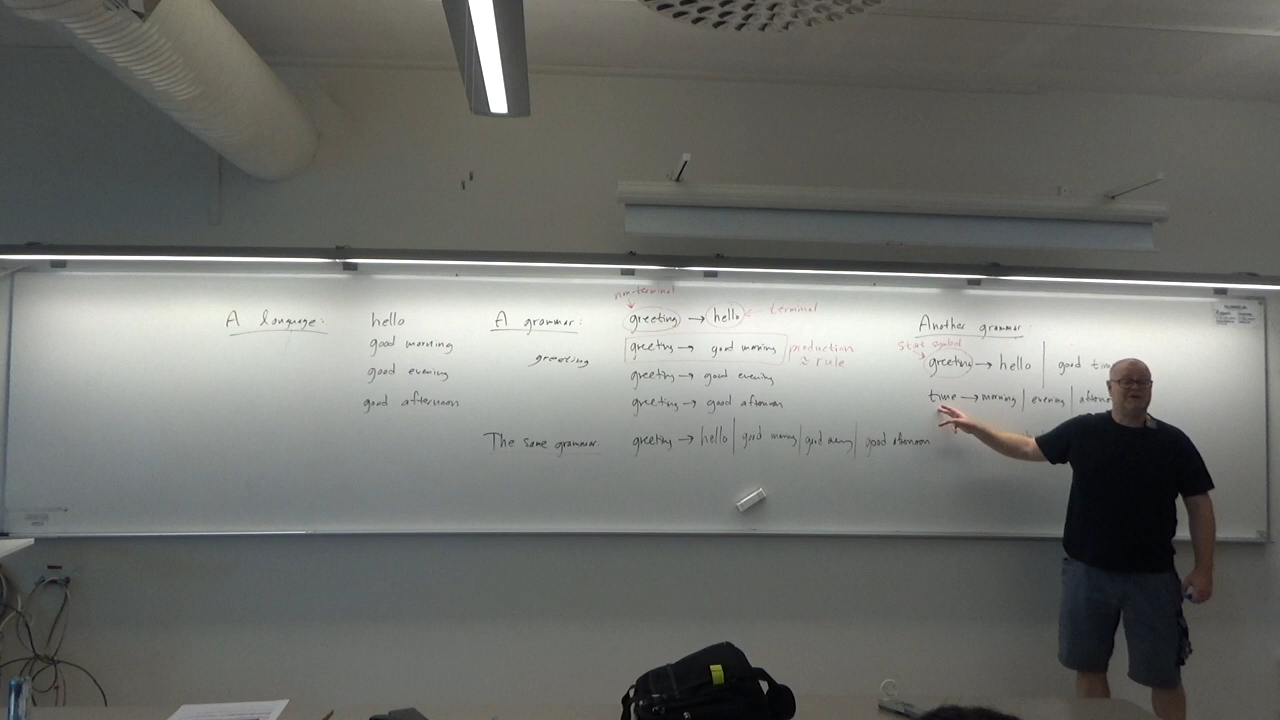 A language:
hello
good morning
good evening
good afternoon
A grammar:
greeting
non-terminal
greeting → hello ← terminal
greeting → good morning production
≈ rule
greeting → good evening
greeting → good afternoon
The same grammar:
greeting → hello | good morning | good evening | good afternoon
Another grammar:
start symbol
greeting → hello | good time
time → morning | evening |